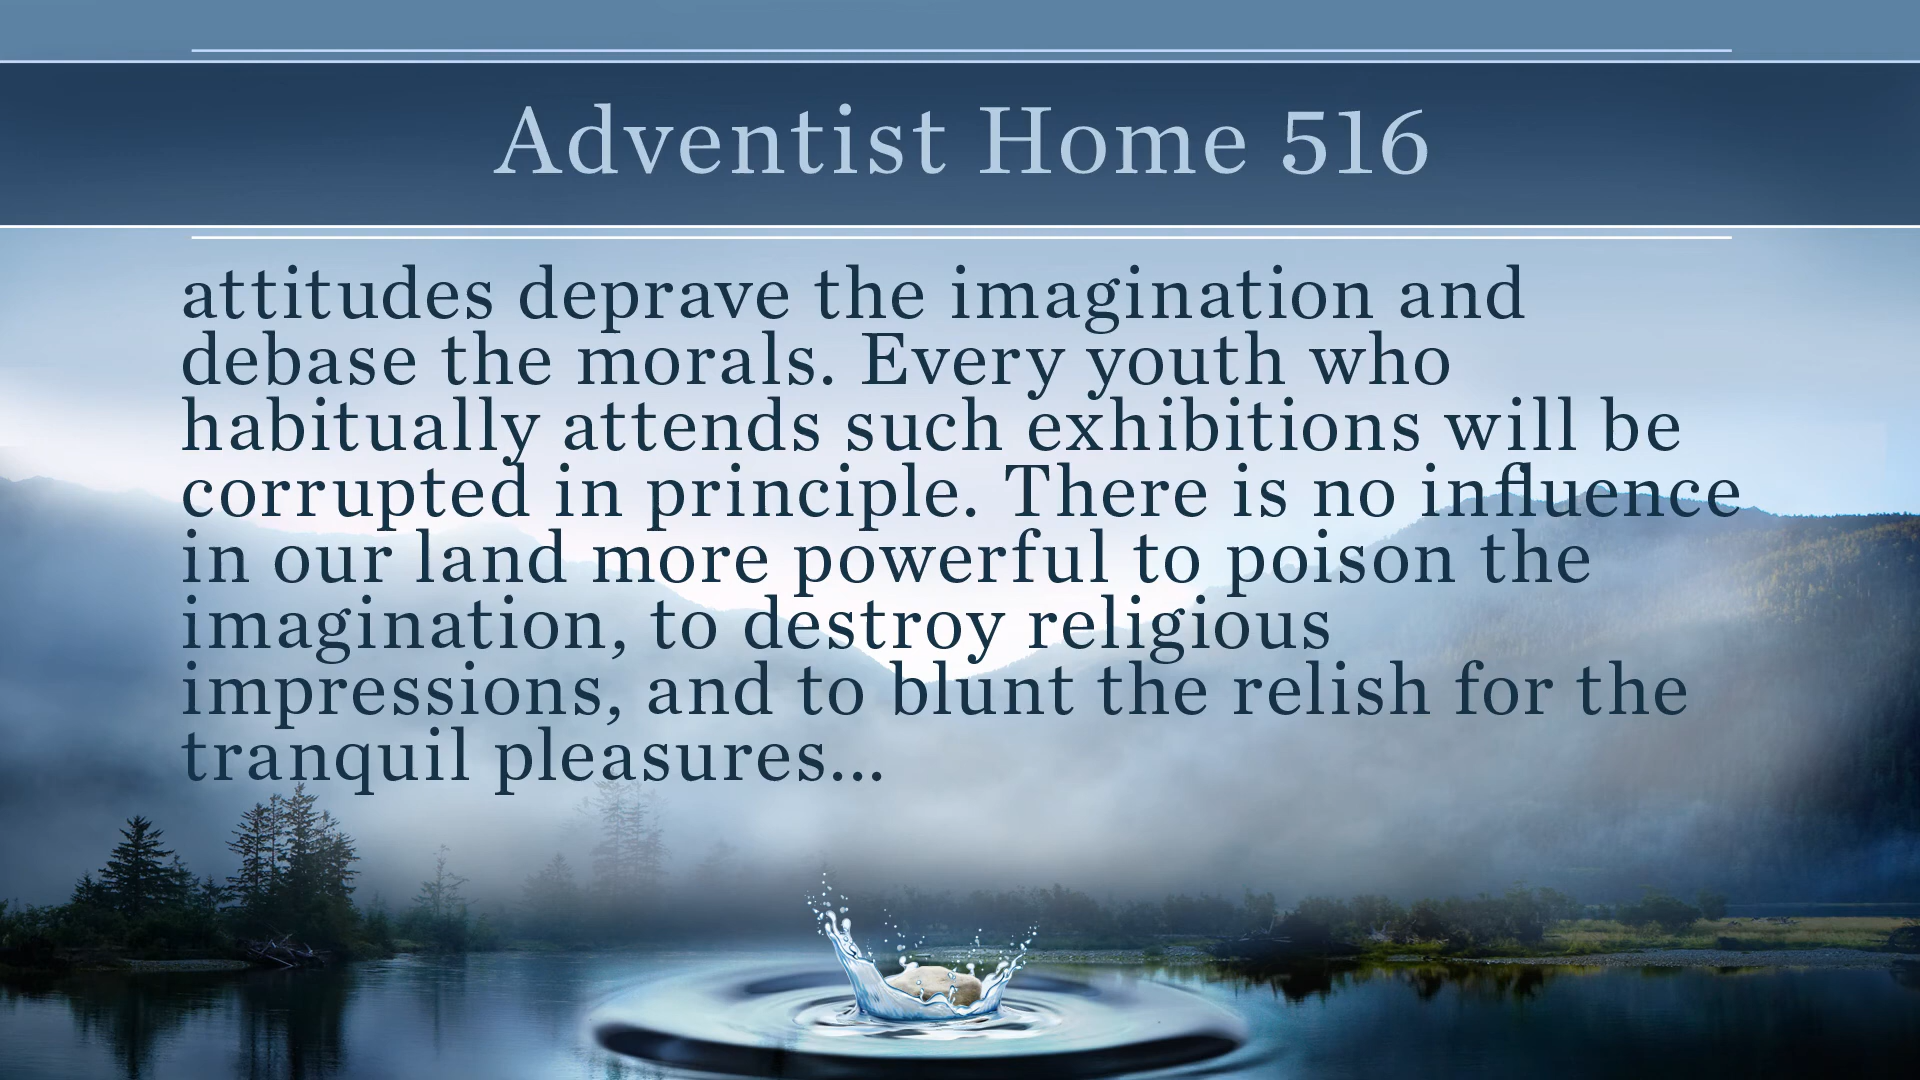 Adventist Home 516
attitudes deprave the imagination and
debase the morals. Every youth who
habitually attends such exhibitions will be
corrupted in principle. There is no influence
in our land more powerful to poison the
imagination, to destroy religious
impressions, and to blunt the relish for the
tranquil pleasures...